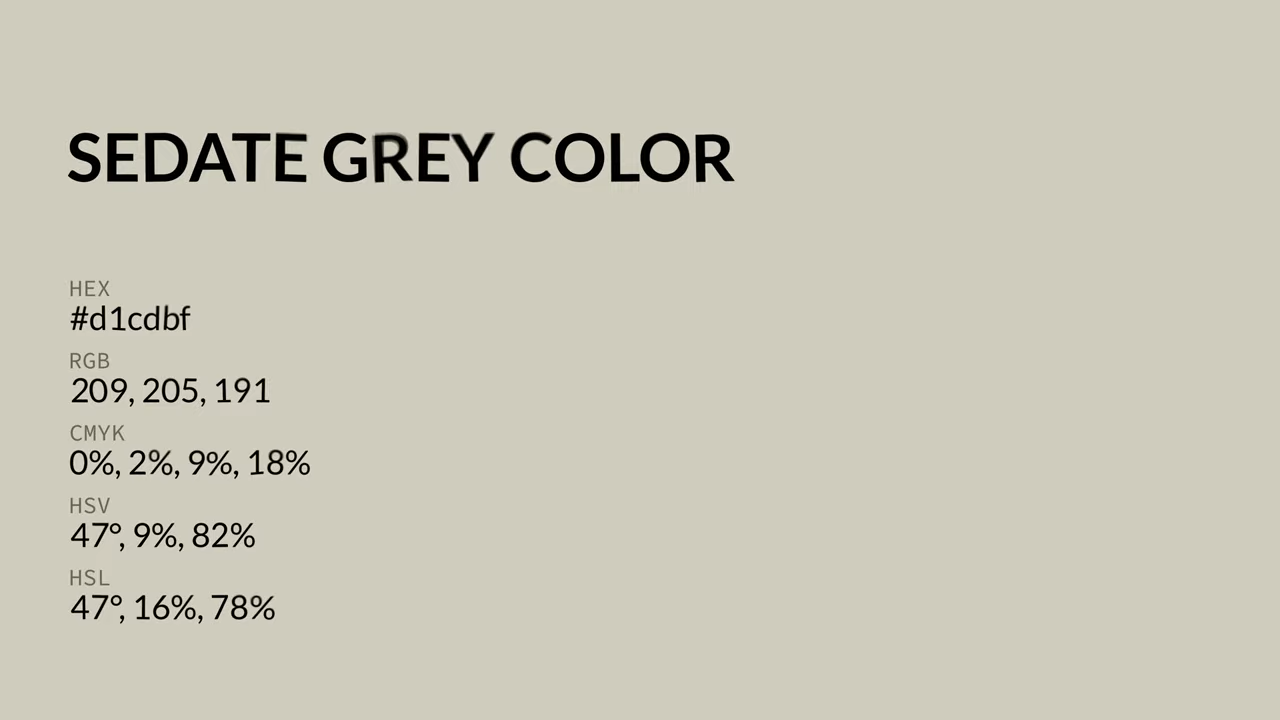 SEDATE GREY COLOR
HEX
#d1cdbf
RGB
209, 205, 191
CMYK
0%, 2%, 9%, 18%
HSV
47°, 9%, 82%
HSL
47°, 16%, 78%